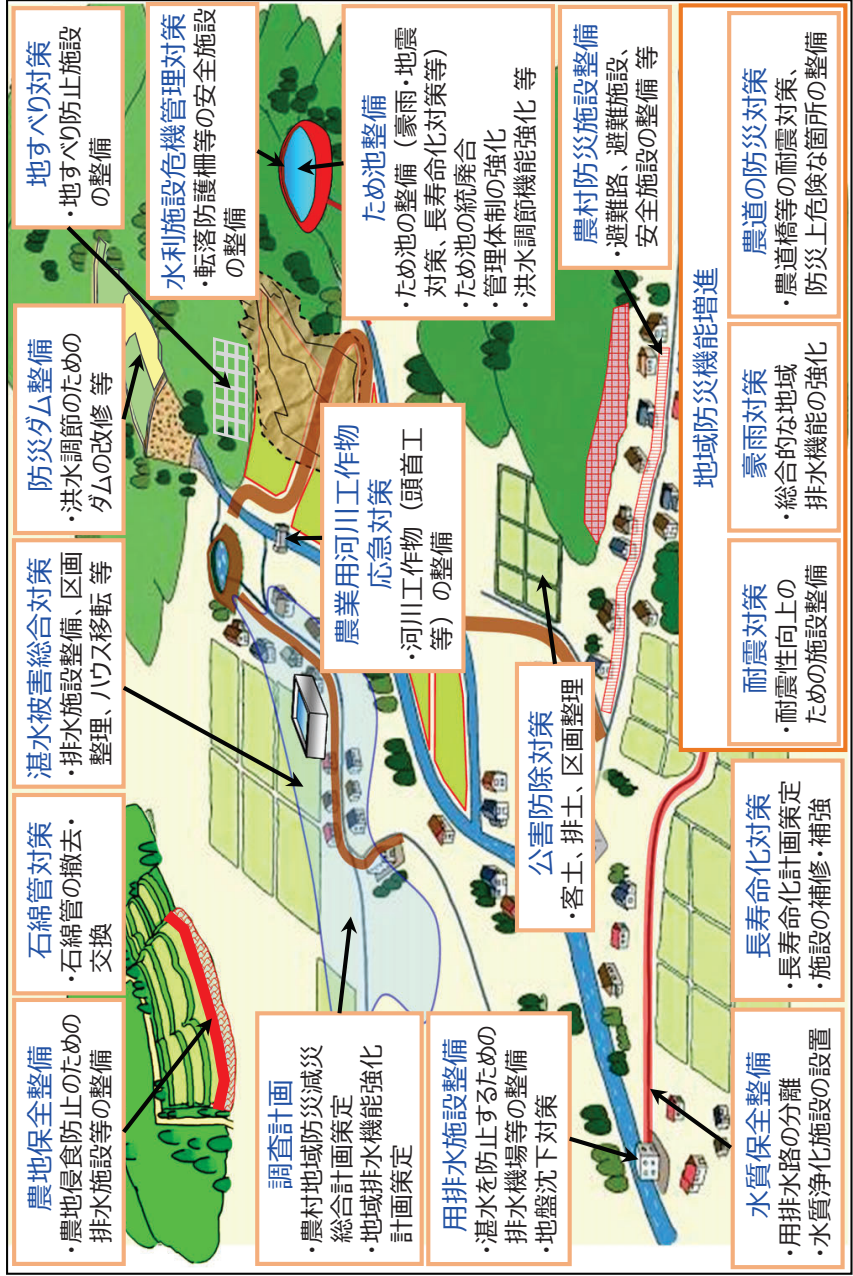 農地保全整備
・農地侵食防止のための
排水施設等の整備
石綿管対策
・石綿管の撤去・
交換
湛水被害総合対策
・排水施設整備、区画
整理、ハウス移転 等
防災ダム整備
・洪水調節のための
ダムの改修 等
地すべり対策
・地すべり防止施設
の整備
水利施設危機管理対策
・転落防護柵等の安全施設
の整備
調査計画
・農村地域防災減災
総合計画策定
・地域排水機能強化
計画策定
農業用河川工作物
応急対策
・河川工作物（頭首工
等）の整備
ため池整備
・ため池の整備（豪雨・地震
対策、長寿命化対策等）
・ため池の統廃合
・管理体制の強化
・洪水調節機能強化 等
用排水施設整備
・湛水を防止するための
排水機場等の整備
・地盤沈下対策
公害防除対策
・客土、排土、区画整理
農村防災施設整備
・避難路、避難施設、
安全施設の整備 等
水質保全整備
・用排水路の分離
・水質浄化施設の設置
長寿命化対策
・長寿命化計画策定
・施設の補修・補強
地域防災機能増進
耐震対策
・耐震性向上の
ための施設整備
豪雨対策
・総合的な地域
排水機能の強化
農道の防災対策
・農道橋等の耐震対策、
防災上危険な箇所の整備